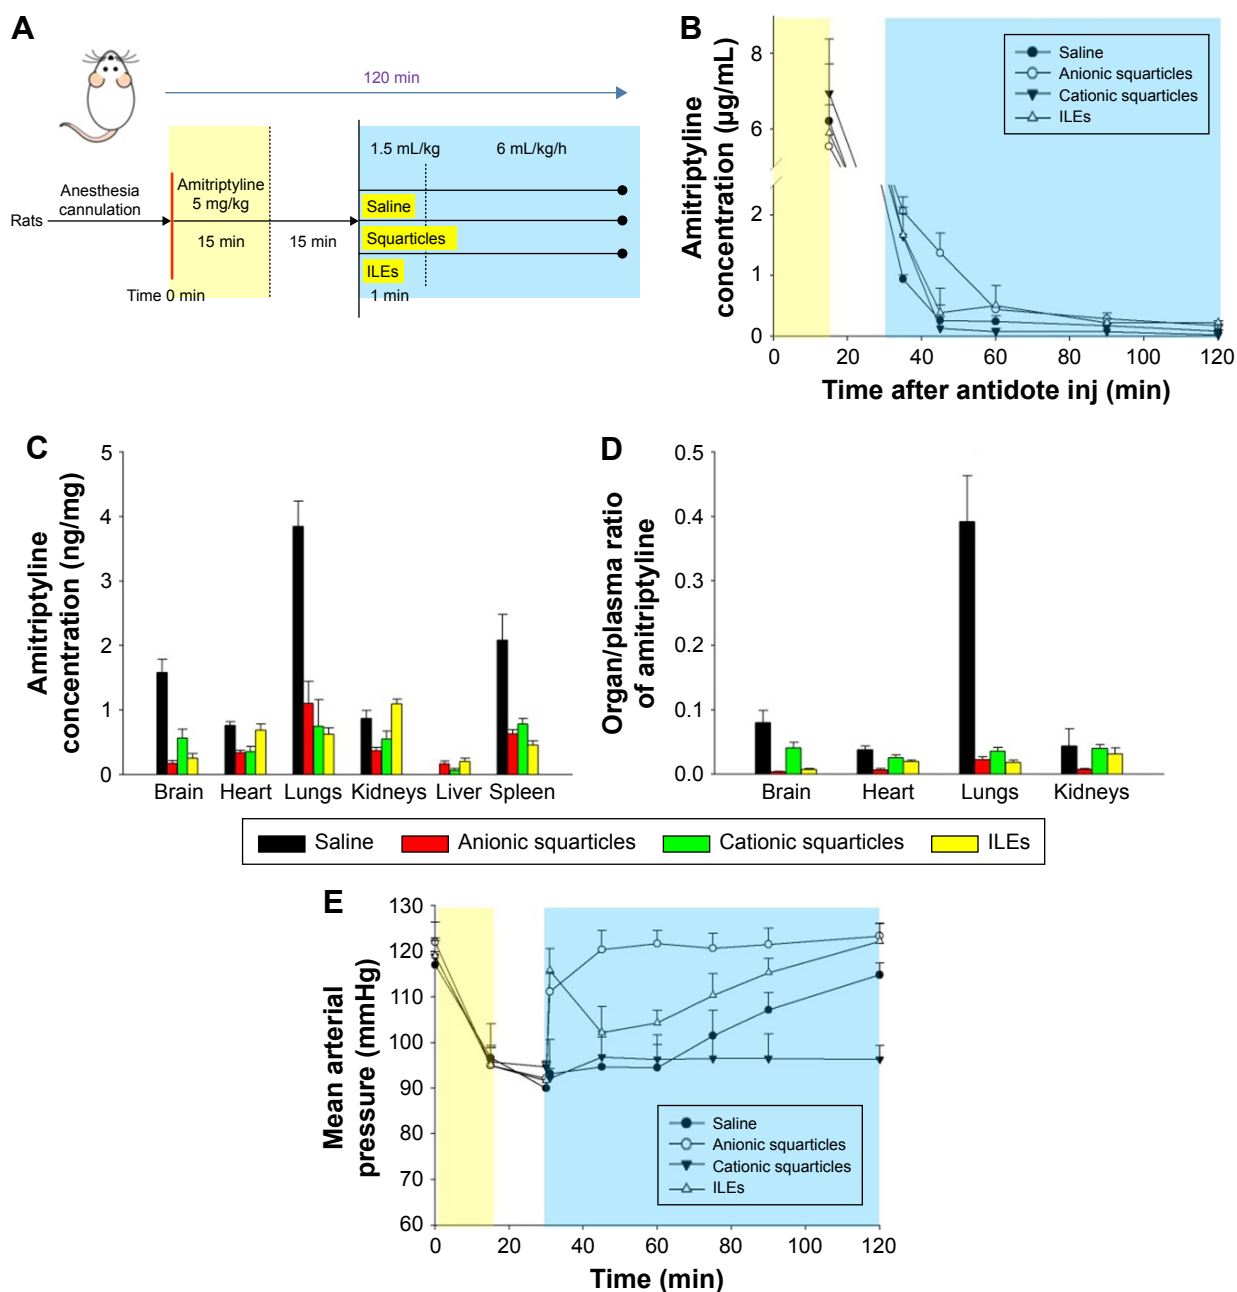 A
120 min
1.5 mL/kg
6 mL/kg/h
Anesthesia
cannulation
Amitriptyline
5 mg/kg
Rats
15 min
15 min
Saline
Squarticles
ILEs
Time 0 min
1 min
B
Amitriptyline
concentration (µg/mL)
8
6
2
1
0
Saline
Anionic squarticles
Cationic squarticles
ILEs
0 20 40 60 80 100 120
Time after antidote inj (min)
C
Amitriptyline
concentration (ng/mg)
5
4
3
2
1
0
Brain Heart Lungs Kidneys Liver Spleen
D
Organ/plasma ratio
of amitriptyline
0.5
0.4
0.3
0.2
0.1
0.0
Brain Heart Lungs Kidneys
Saline Anionic squarticles Cationic squarticles ILEs
E
Mean arterial
pressure (mmHg)
130
120
110
100
90
80
70
60
Saline
Anionic squarticles
Cationic squarticles
ILEs
0 20 40 60 80 100 120
Time (min)